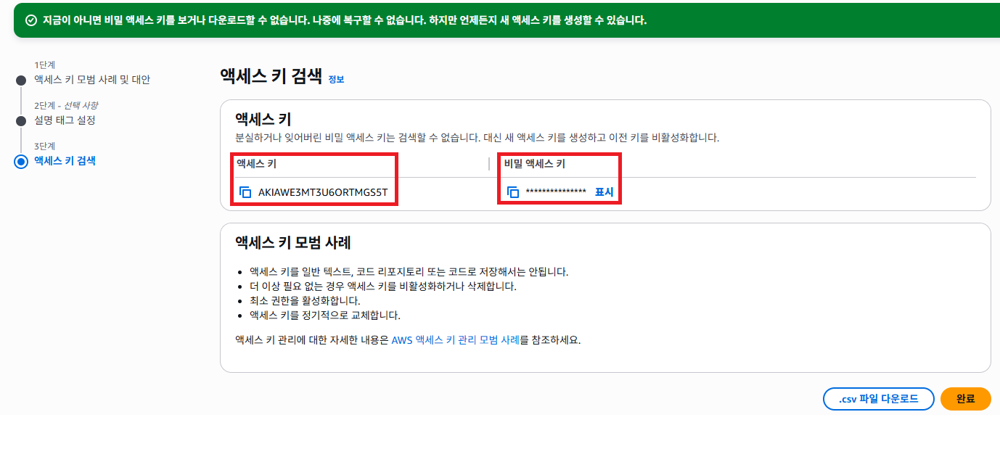 지금이 아니면 비밀 액세스 키를 보거나 다운로드할 수 없습니다. 나중에 복구할 수 없습니다. 하지만 언제든지 새 액세스 키를 생성할 수 있습니다.
1단계
액세스 키 모범 사례 및 대안
2단계 - 선택 사항
설명 태그 설정
3단계
액세스 키 검색
액세스 키 검색 정보
액세스 키
분실하거나 잊어버린 비밀 액세스 키는 검색할 수 없습니다. 대신 새 액세스 키를 생성하고 이전 키를 비활성화합니다.
액세스 키 비밀 액세스 키
AKIAWE3MT3U6ORTMGS5T *************** 표시
액세스 키 모범 사례
• 액세스 키를 일반 텍스트, 코드 리포지토리 또는 코드로 저장해서는 안됩니다.
• 더 이상 필요 없는 경우 액세스 키를 비활성화하거나 삭제합니다.
• 최소 권한을 활성화합니다.
• 액세스 키를 정기적으로 교체합니다.
액세스 키 관리에 대한 자세한 내용은 AWS 액세스 키 관리 모범 사례를 참조하세요.
.csv 파일 다운로드 완료